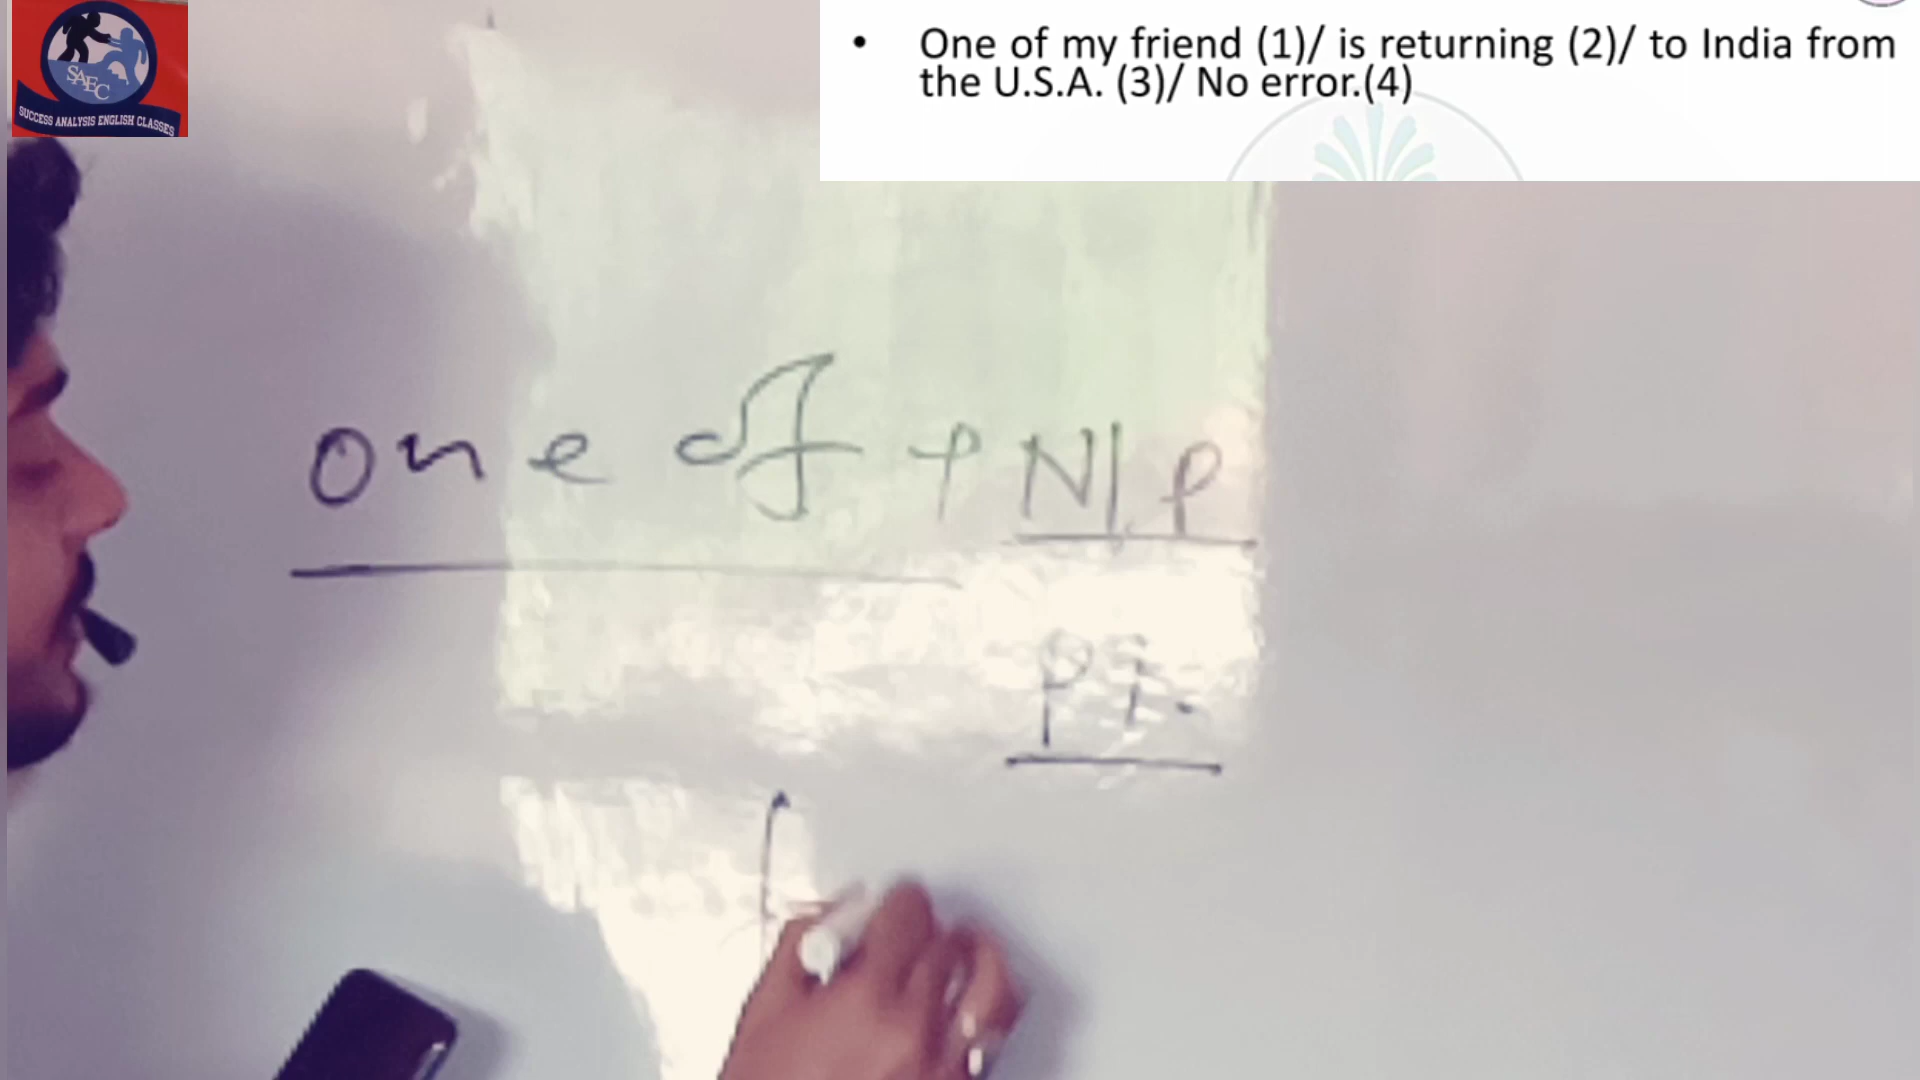 SAEC
SUCCESS ANALYSIS ENGLISH CLASSES
• One of my friend (1)/ is returning (2)/ to India from
the U.S.A. (3)/ No error.(4)
one of + N|P